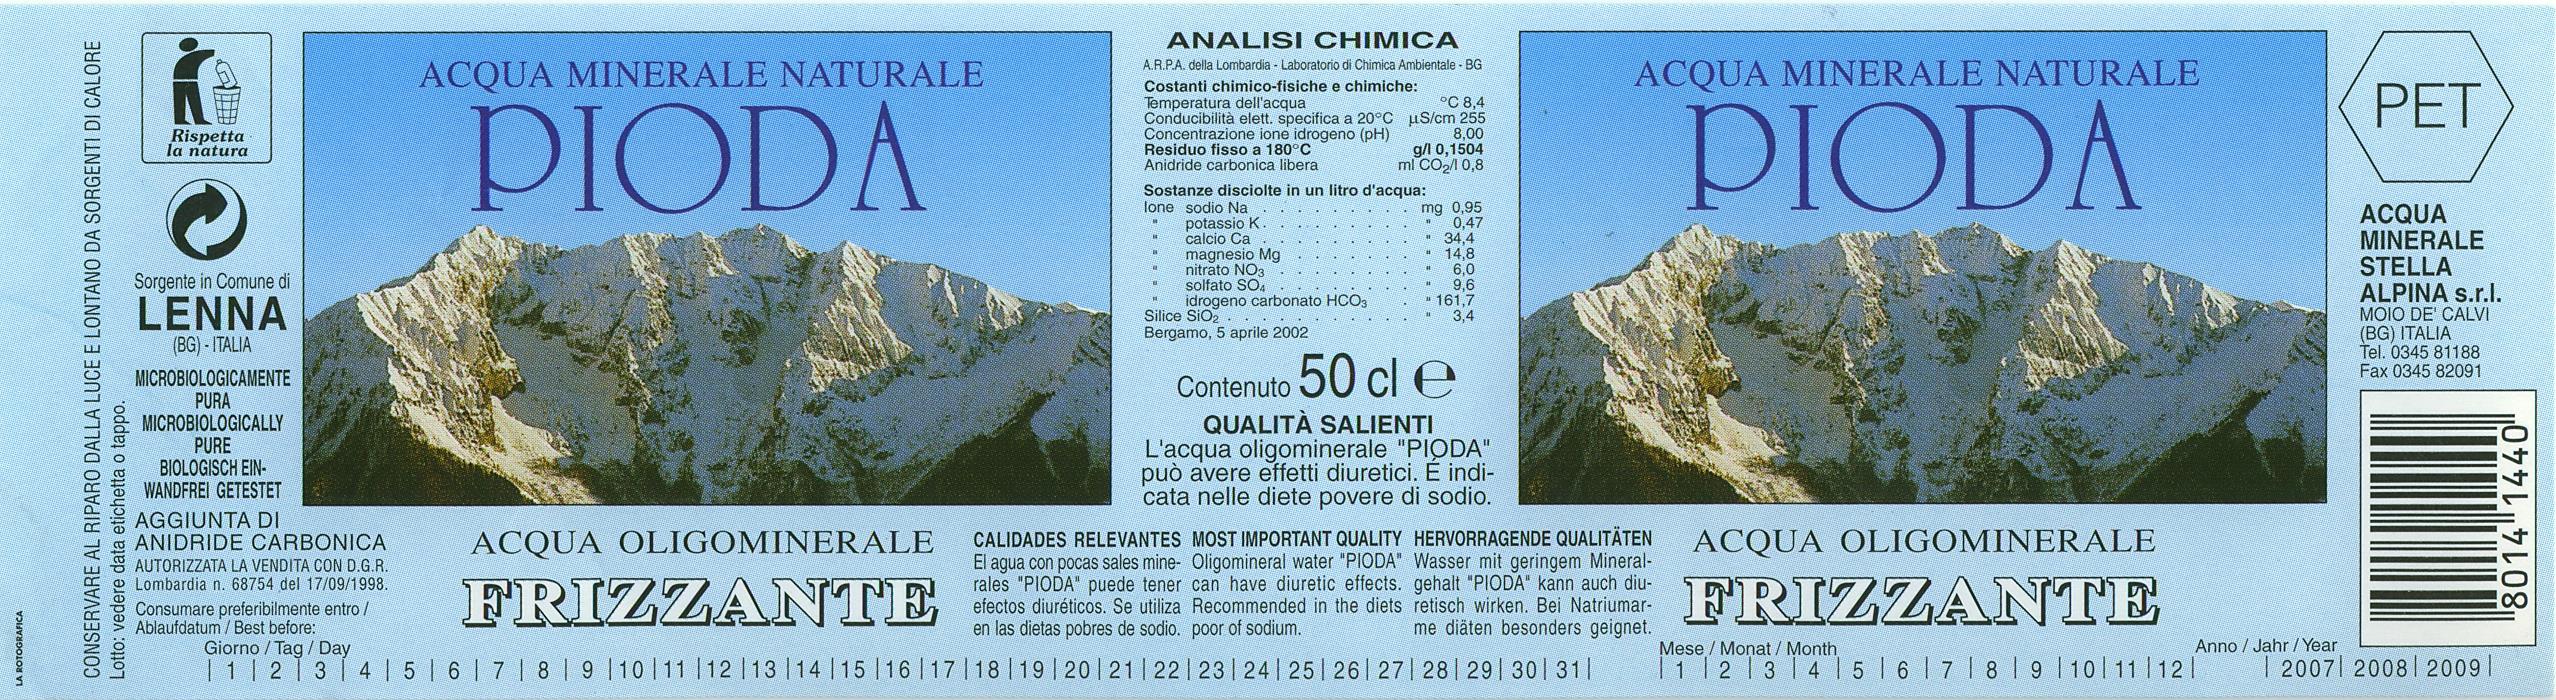 LA ROTOGRAFICA
CONSERVARE AL RIPARO DALLA LUCE E LONTANO DA SORGENTI DI CALORE
Lotto: vedere data etichetta o tappo.
Rispetta
la natura
Sorgente in Comune di
LENNA
(BG) - ITALIA
MICROBIOLOGICAMENTE
PURA
MICROBIOLOGICALLY
PURE
BIOLOGISCH EIN-
WANDFREI GETESTET
AGGIUNTA DI
ANIDRIDE CARBONICA
AUTORIZZATA LA VENDITA CON D.G.R.
Lombardia n. 68754 del 17/09/1998.
Consumare preferibilmente entro /
Ablaufdatum / Best before:
Giorno / Tag / Day
| 1 | 2 | 3 | 4 | 5 | 6 | 7 | 8 | 9 | 10 | 11 | 12 | 13 | 14 | 15 | 16 | 17 | 18 | 19 | 20 | 21 | 22 | 23 | 24 | 25 | 26 | 27 | 28 | 29 | 30 | 31 |
ACQUA MINERALE NATURALE
PIODA
ACQUA OLIGOMINERALE
FRIZZANTE
ANALISI CHIMICA
A.R.P.A. della Lombardia - Laboratorio di Chimica Ambientale - BG
Costanti chimico-fisiche e chimiche:
Temperatura dell'acqua °C 8,4
Conducibilità elett. specifica a 20°C µS/cm 255
Concentrazione ione idrogeno (pH) 8,00
Residuo fisso a 180°C g/l 0,1504
Anidride carbonica libera ml CO2/l 0,8
Sostanze disciolte in un litro d'acqua:
Ione sodio Na . . . . . . . . . . mg 0,95
" potassio K . . . . . . . . . " 0,47
" calcio Ca . . . . . . . . . . " 34,4
" magnesio Mg . . . . . . . " 14,8
" nitrato NO3 . . . . . . . . . " 6,0
" solfato SO4 . . . . . . . . . " 9,6
" idrogeno carbonato HCO3 . " 161,7
Silice SiO2 . . . . . . . . . . . . " 3,4
Bergamo, 5 aprile 2002
Contenuto 50 cl e
QUALITÀ SALIENTI
L'acqua oligominerale "PIODA"
può avere effetti diuretici. È indi-
cata nelle diete povere di sodio.
CALIDADES RELEVANTES
El agua con pocas sales mine-
rales "PIODA" puede tener
efectos diuréticos. Se utiliza
en las dietas pobres de sodio.
MOST IMPORTANT QUALITY
Oligomineral water "PIODA"
can have diuretic effects.
Recommended in the diets
poor of sodium.
HERVORRAGENDE QUALITÄTEN
Wasser mit geringem Mineral-
gehalt "PIODA" kann auch diu-
retisch wirken. Bei Natriumar-
me diäten besonders geignet.
ACQUA MINERALE NATURALE
PIODA
ACQUA OLIGOMINERALE
FRIZZANTE
Mese / Monat / Month
| 1 | 2 | 3 | 4 | 5 | 6 | 7 | 8 | 9 | 10 | 11 | 12 |
Anno / Jahr / Year
| 2007 | 2008 | 2009 |
PET
ACQUA
MINERALE
STELLA
ALPINA s.r.l.
MOIO DE' CALVI
(BG) ITALIA
Tel. 0345 81188
Fax 0345 82091
8014 1440